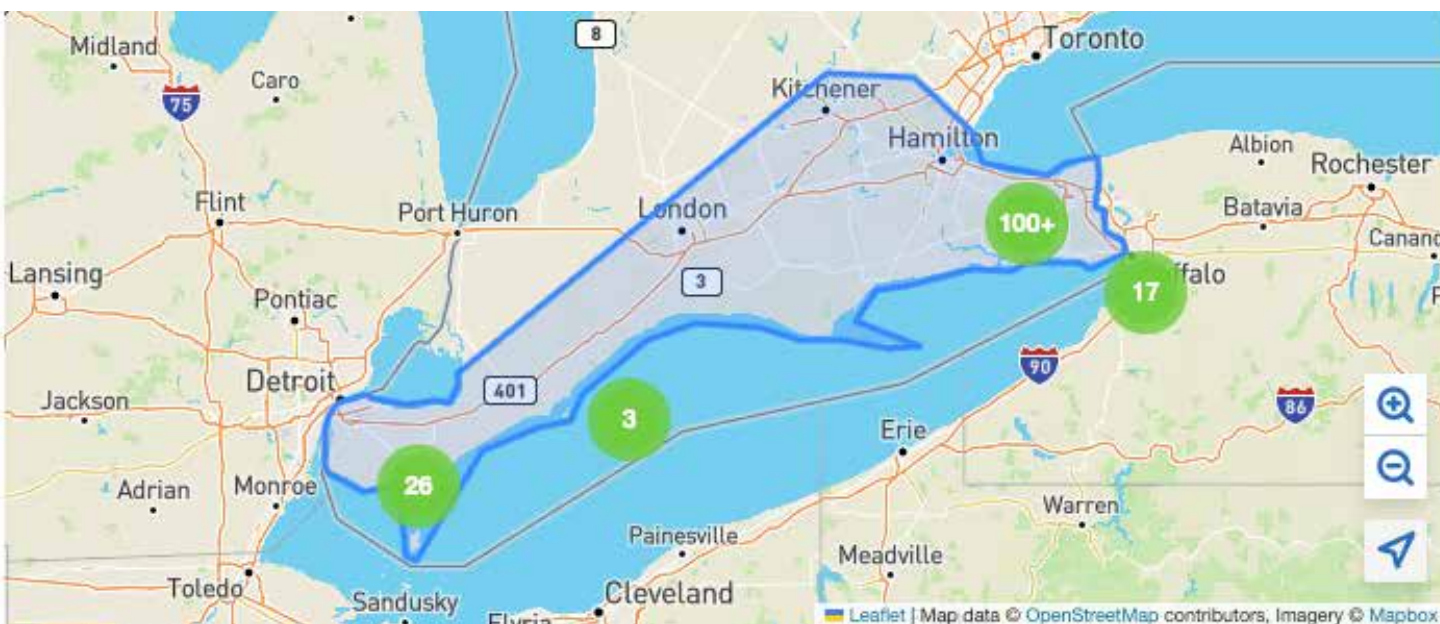 8
Toronto
Midland
Caro
Kitchener
75
Hamilton
Albion
Rochester
Flint
Port Huron
London
100+
Batavia
Lansing
3
17
Pontiac
401
90
86
Detroit
Jackson
3
Erie
26
Adrian
Monroe
Warren
Painesville
Meadville
Toledo
Sandusky
Cleveland
Leaflet | Map data © OpenStreetMap contributors, Imagery © Mapbox